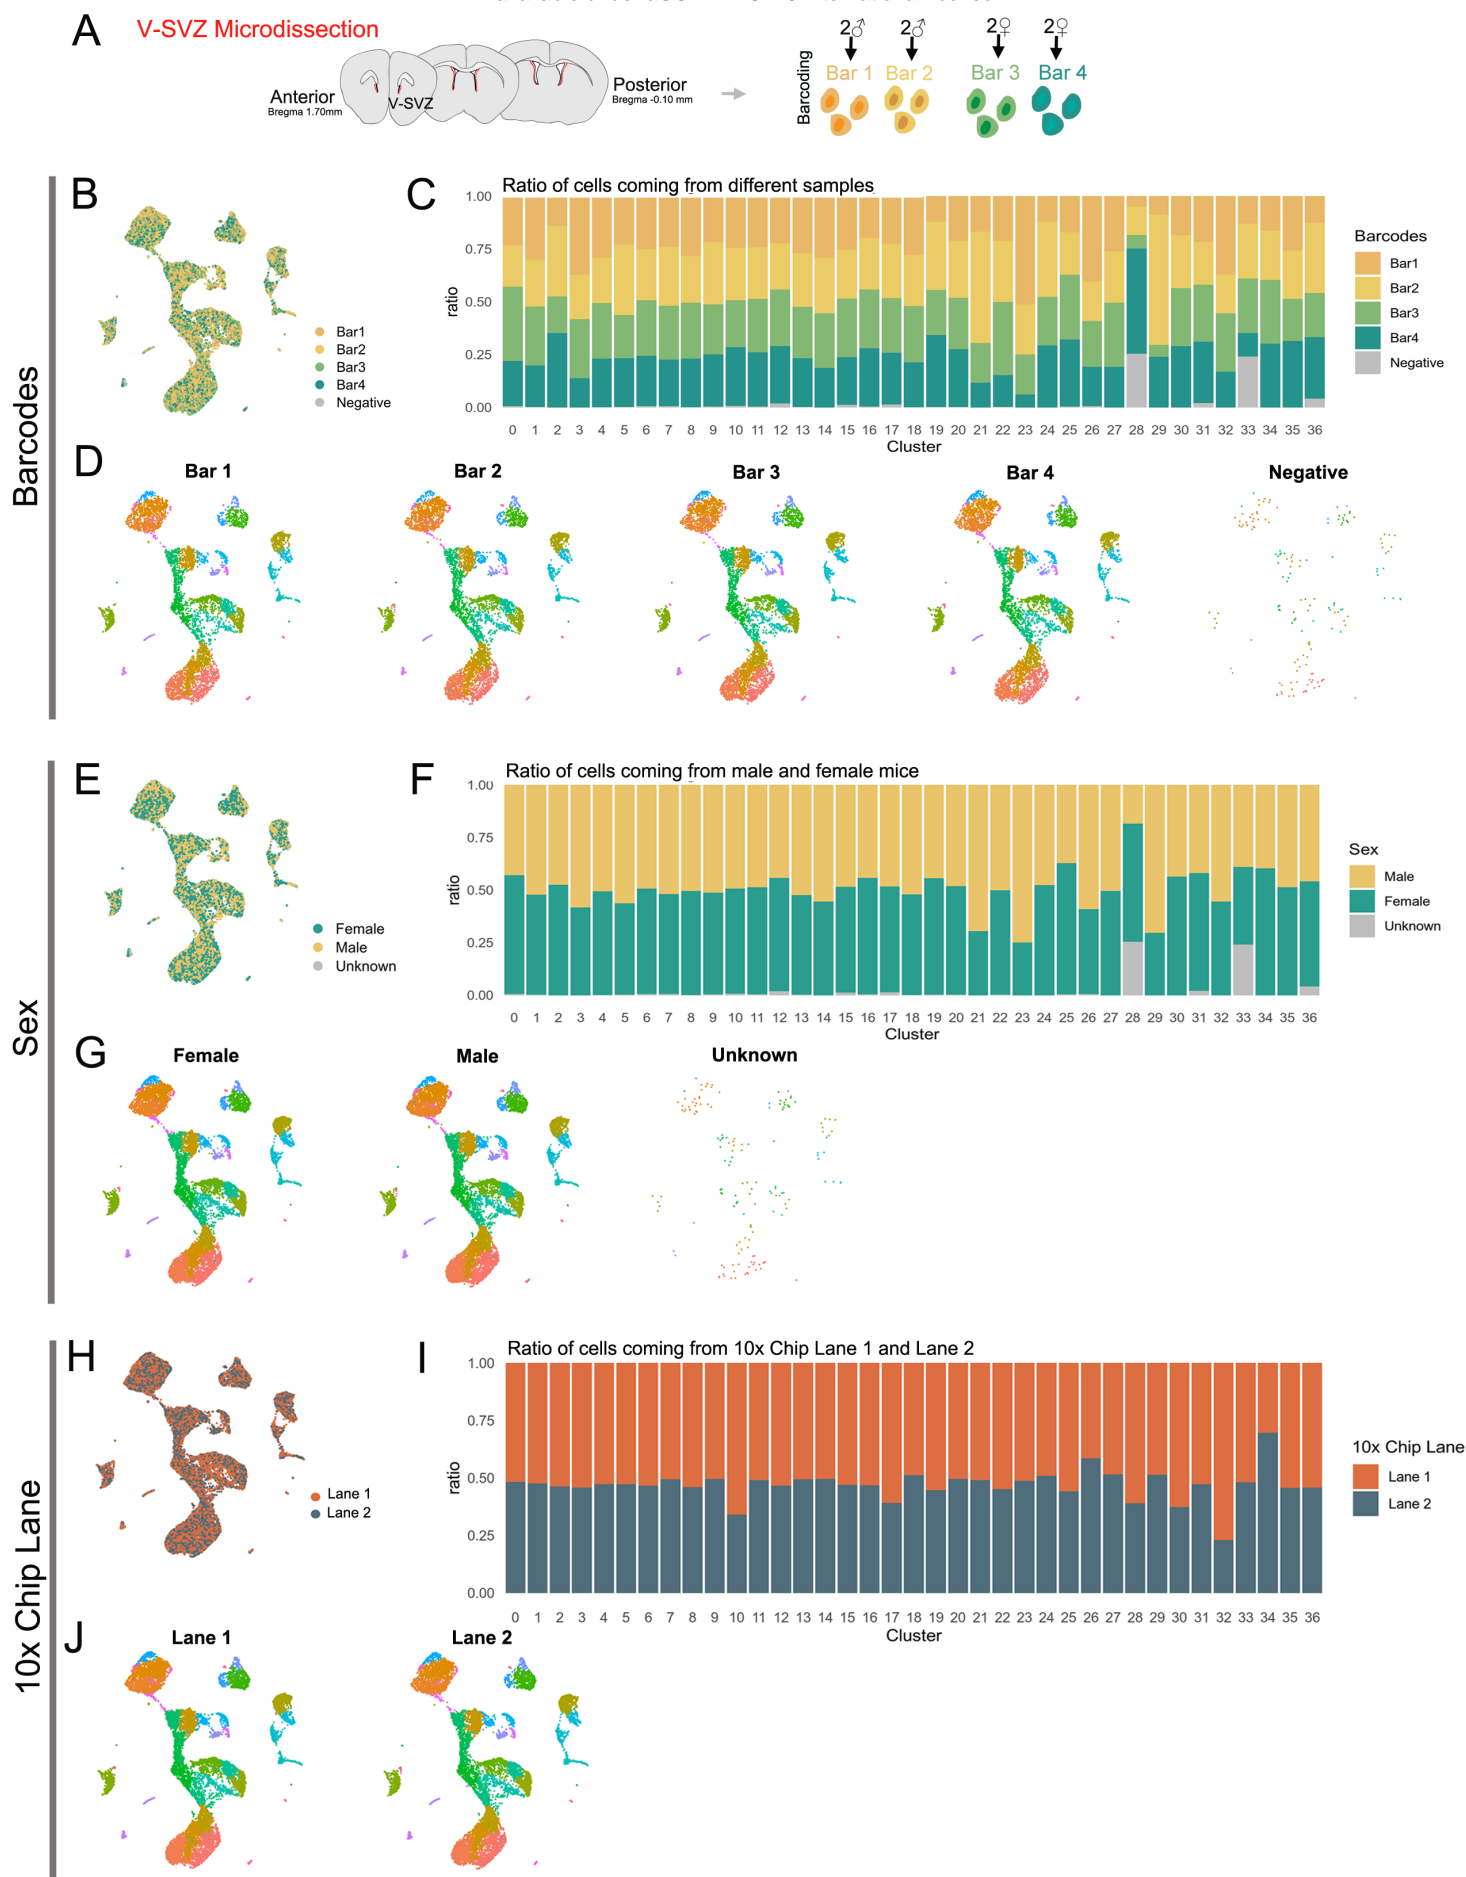 A
V-SVZ Microdissection
Anterior
Bregma 1.70mm
V-SVZ
Posterior
Bregma -0.10 mm
Barcoding
2♂ 2♂ 2♀ 2♀
Bar 1 Bar 2 Bar 3 Bar 4
Barcodes
B
Bar1
Bar2
Bar3
Bar4
Negative
C
Ratio of cells coming from different samples
ratio
1.00
0.75
0.50
0.25
0.00
0 1 2 3 4 5 6 7 8 9 10 11 12 13 14 15 16 17 18 19 20 21 22 23 24 25 26 27 28 29 30 31 32 33 34 35 36
Cluster
Barcodes
Bar1
Bar2
Bar3
Bar4
Negative
D
Bar 1 Bar 2 Bar 3 Bar 4 Negative
Sex
E
Female
Male
Unknown
F
Ratio of cells coming from male and female mice
ratio
1.00
0.75
0.50
0.25
0.00
0 1 2 3 4 5 6 7 8 9 10 11 12 13 14 15 16 17 18 19 20 21 22 23 24 25 26 27 28 29 30 31 32 33 34 35 36
Cluster
Sex
Male
Female
Unknown
G
Female Male Unknown
10x Chip Lane
H
Lane 1
Lane 2
I
Ratio of cells coming from 10x Chip Lane 1 and Lane 2
ratio
1.00
0.75
0.50
0.25
0.00
0 1 2 3 4 5 6 7 8 9 10 11 12 13 14 15 16 17 18 19 20 21 22 23 24 25 26 27 28 29 30 31 32 33 34 35 36
Cluster
10x Chip Lane
Lane 1
Lane 2
J
Lane 1 Lane 2